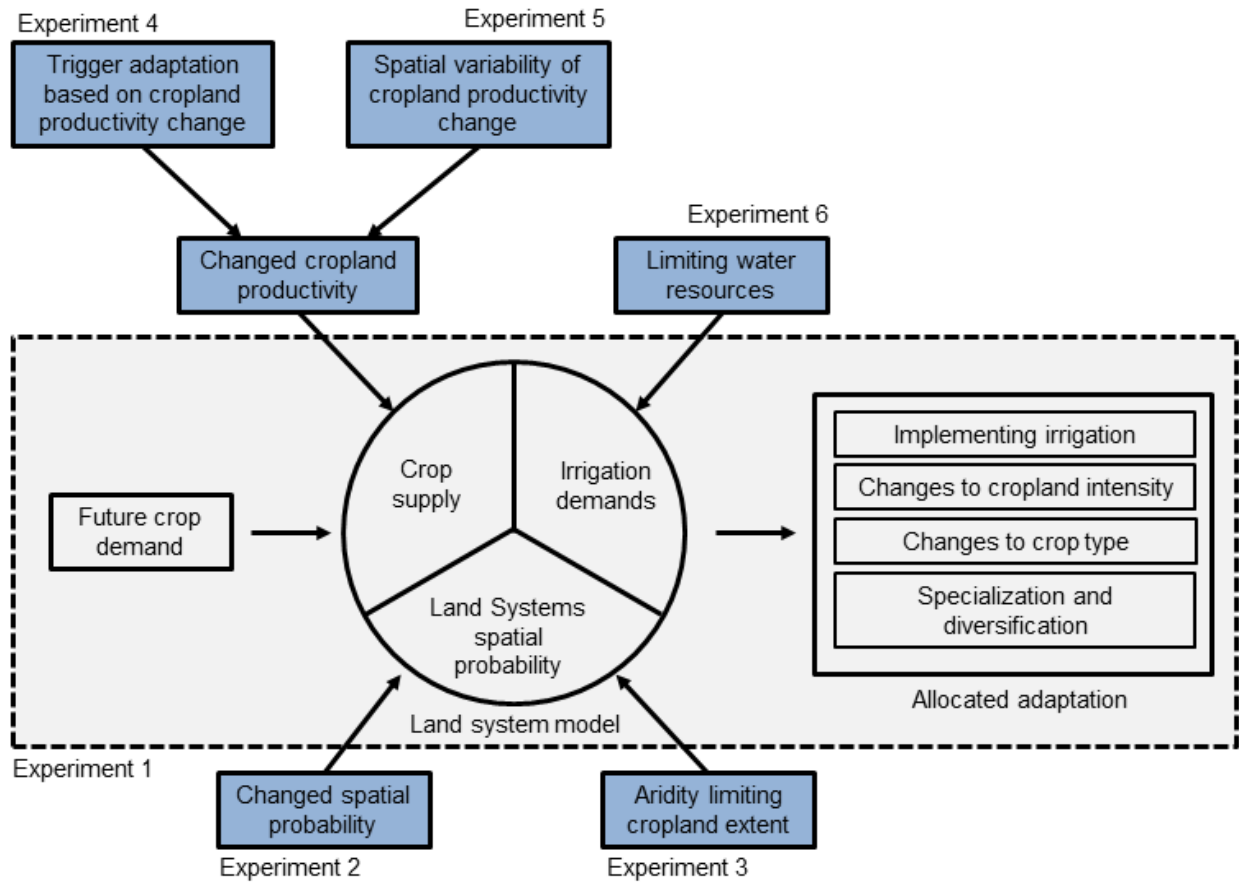 Experiment 4
Experiment 5
Trigger adaptation
based on cropland
productivity change
Spatial variability of
cropland productivity
change
Experiment 6
Changed cropland
productivity
Limiting water
resources
Future crop
demand
Crop
supply
Irrigation
demands
Land Systems
spatial
probability
Land system model
Implementing irrigation
Changes to cropland intensity
Changes to crop type
Specialization and
diversification
Allocated adaptation
Experiment 1
Changed spatial
probability
Experiment 2
Aridity limiting
cropland extent
Experiment 3